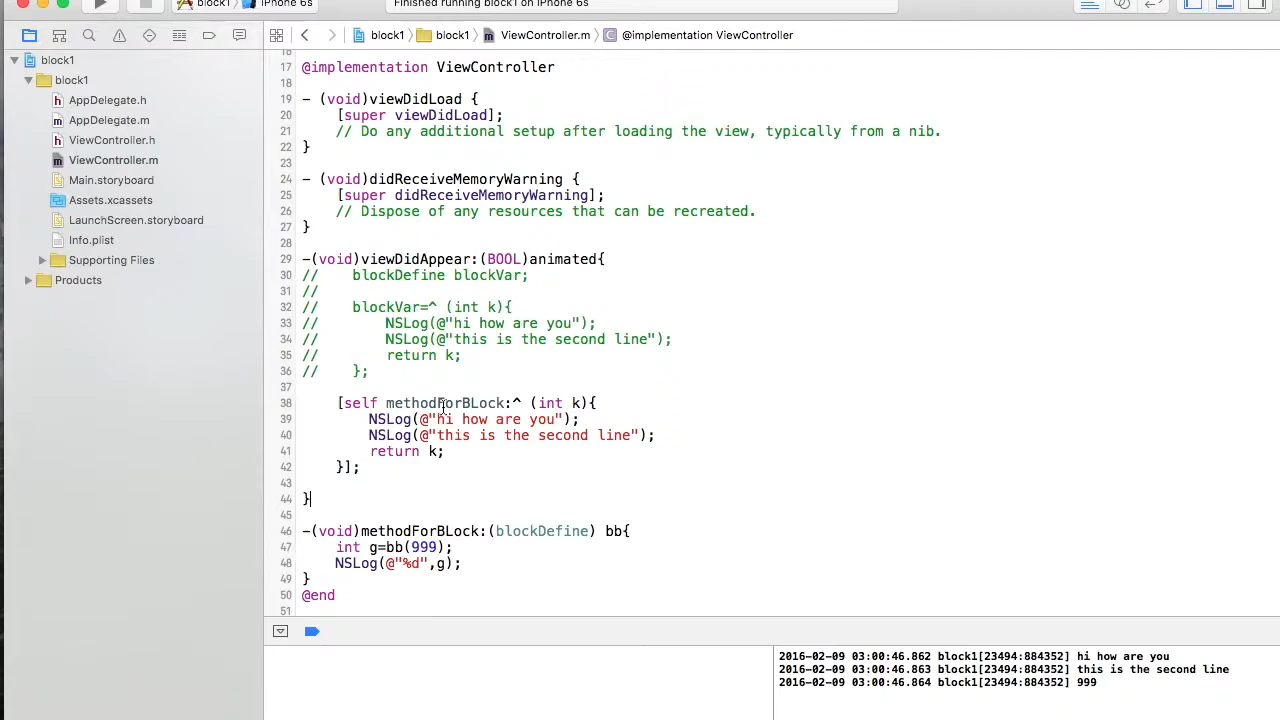 block1 iPhone 6s Finished running block1 on iPhone 6s
block1 block1 ViewController.m C @implementation ViewController
block1
block1
h AppDelegate.h
m AppDelegate.m
h ViewController.h
m ViewController.m
Main.storyboard
Assets.xcassets
LaunchScreen.storyboard
Info.plist
Supporting Files
Products
16
17 @implementation ViewController
18
19 - (void)viewDidLoad {
20 [super viewDidLoad];
21 // Do any additional setup after loading the view, typically from a nib.
22 }
23
24 - (void)didReceiveMemoryWarning {
25 [super didReceiveMemoryWarning];
26 // Dispose of any resources that can be recreated.
27 }
28
29 -(void)viewDidAppear:(BOOL)animated{
30 // blockDefine blockVar;
31 //
32 // blockVar=^ (int k){
33 // NSLog(@"hi how are you");
34 // NSLog(@"this is the second line");
35 // return k;
36 // };
37
38 [self methodForBLock:^ (int k){
39 NSLog(@"hi how are you");
40 NSLog(@"this is the second line");
41 return k;
42 }];
43
44 }
45
46 -(void)methodForBLock:(blockDefine) bb{
47 int g=bb(999);
48 NSLog(@"%d",g);
49 }
50 @end
51
2016-02-09 03:00:46.862 block1[23494:884352] hi how are you
2016-02-09 03:00:46.863 block1[23494:884352] this is the second line
2016-02-09 03:00:46.864 block1[23494:884352] 999